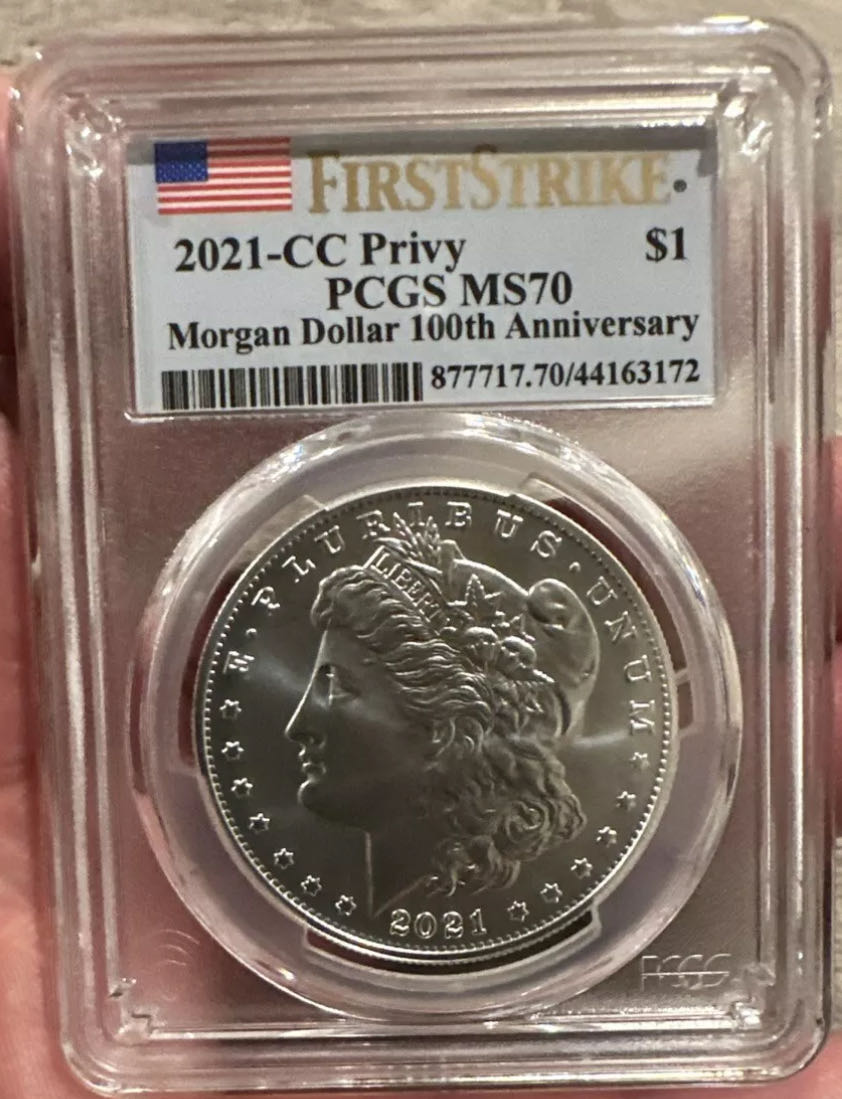 FIRSTSTRIKE®
2021-CC Privy $1
PCGS MS70
Morgan Dollar 100th Anniversary
877717.70/44163172
E·PLURIBUS·UNUM
LIBERTY
2021
PCGS